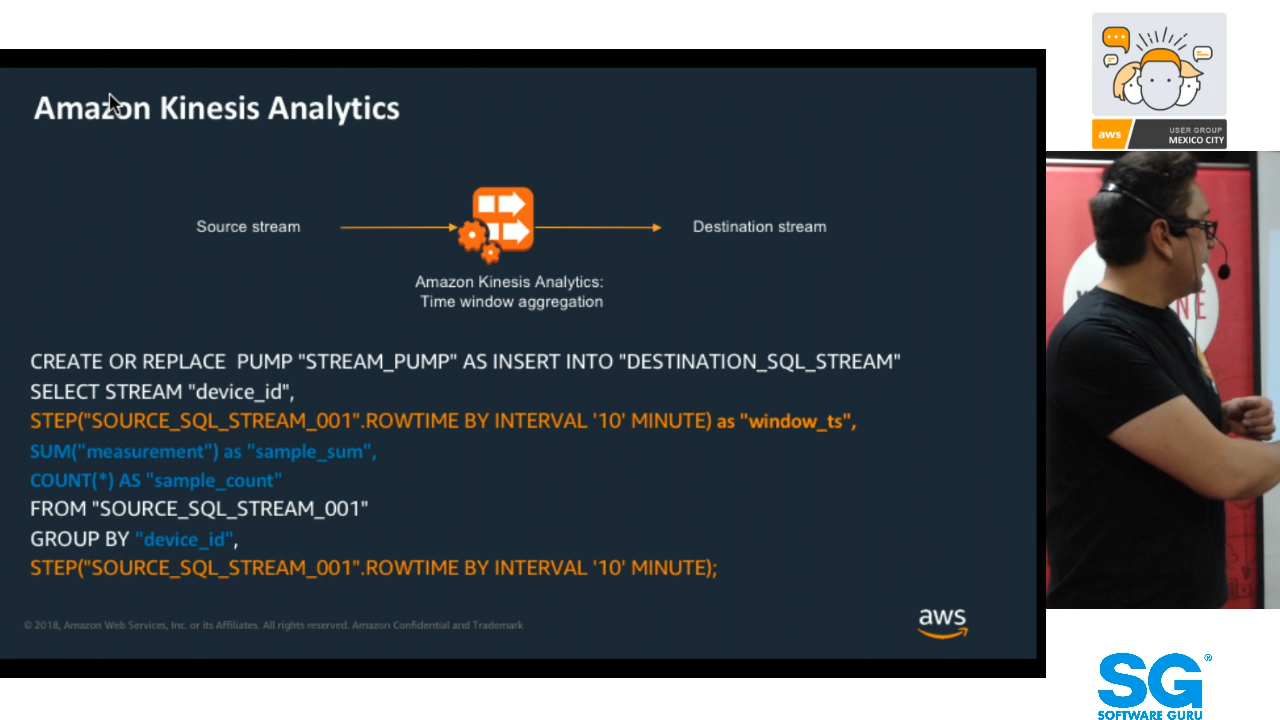 Amazon Kinesis Analytics
Source stream
Destination stream
Amazon Kinesis Analytics:
Time window aggregation
CREATE OR REPLACE  PUMP "STREAM_PUMP" AS INSERT INTO "DESTINATION_SQL_STREAM"
SELECT STREAM "device_id",
STEP("SOURCE_SQL_STREAM_001".ROWTIME BY INTERVAL '10' MINUTE) as "window_ts",
SUM("measurement") as "sample_sum",
COUNT(*) AS "sample_count"
FROM "SOURCE_SQL_STREAM_001"
GROUP BY "device_id",
STEP("SOURCE_SQL_STREAM_001".ROWTIME BY INTERVAL '10' MINUTE);
© 2018, Amazon Web Services, Inc. or its Affiliates. All rights reserved. Amazon Confidential and Trademark
aws
aws
USER GROUP
MEXICO CITY
SG®
SOFTWARE GURU